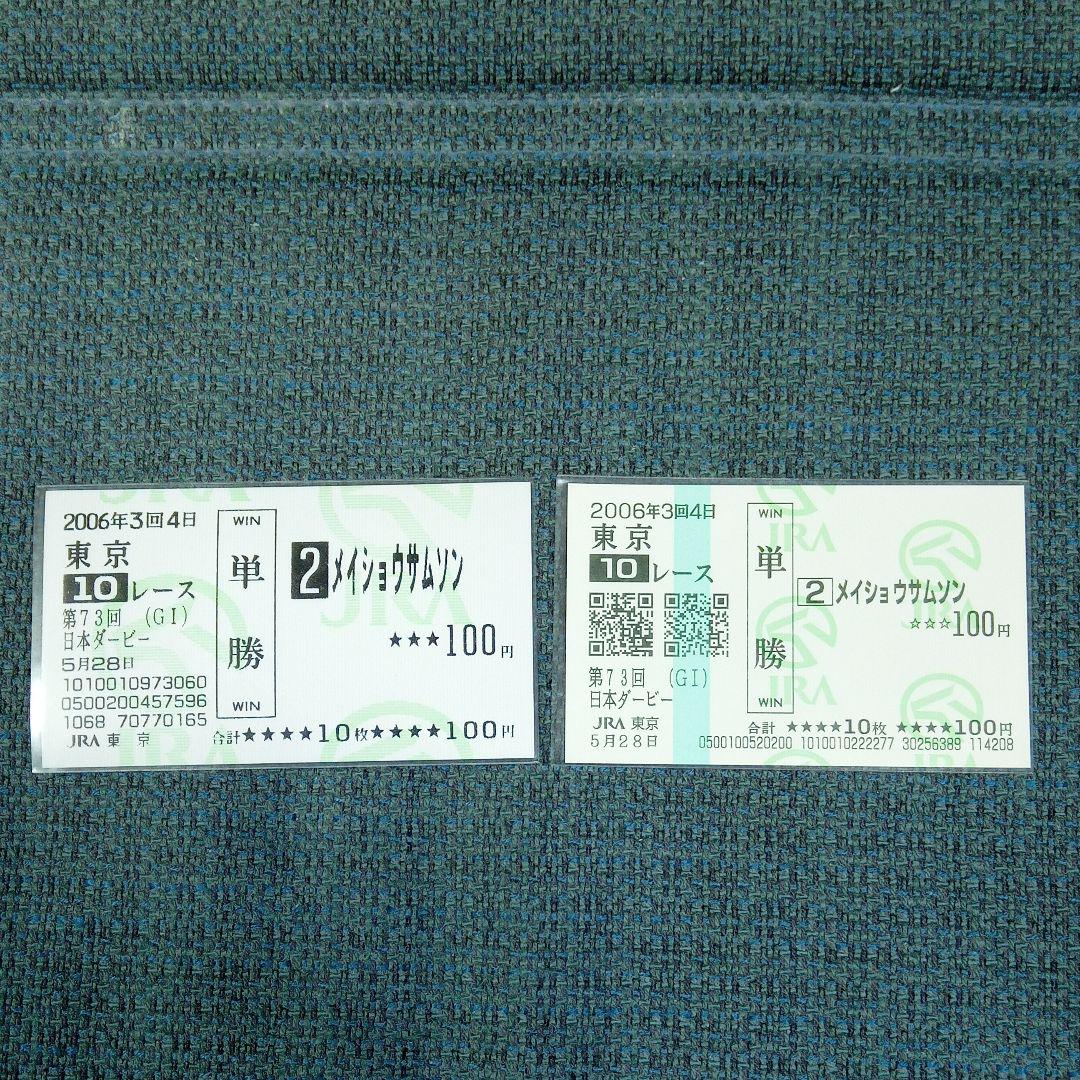 2006年3回4日
東京
10レース
第73回 (GI)
日本ダービー
5月28日
1010010973060
0500200457596
1068 70770165
JRA 東 京
WIN
単
勝
WIN
2 メイショウサムソン
★★★100円
合計★★★★10枚★★★★100円
JRA
JRA
2006年3回4日
東京
10レース
第73回 (GI)
日本ダービー
JRA 東京
5月28日
WIN
単
勝
WIN
2 メイショウサムソン
☆☆☆100円
合計 ★★★★10枚 ★★★★100円
0500100520200 1010010222277 30256389 114208
JRA
JRA